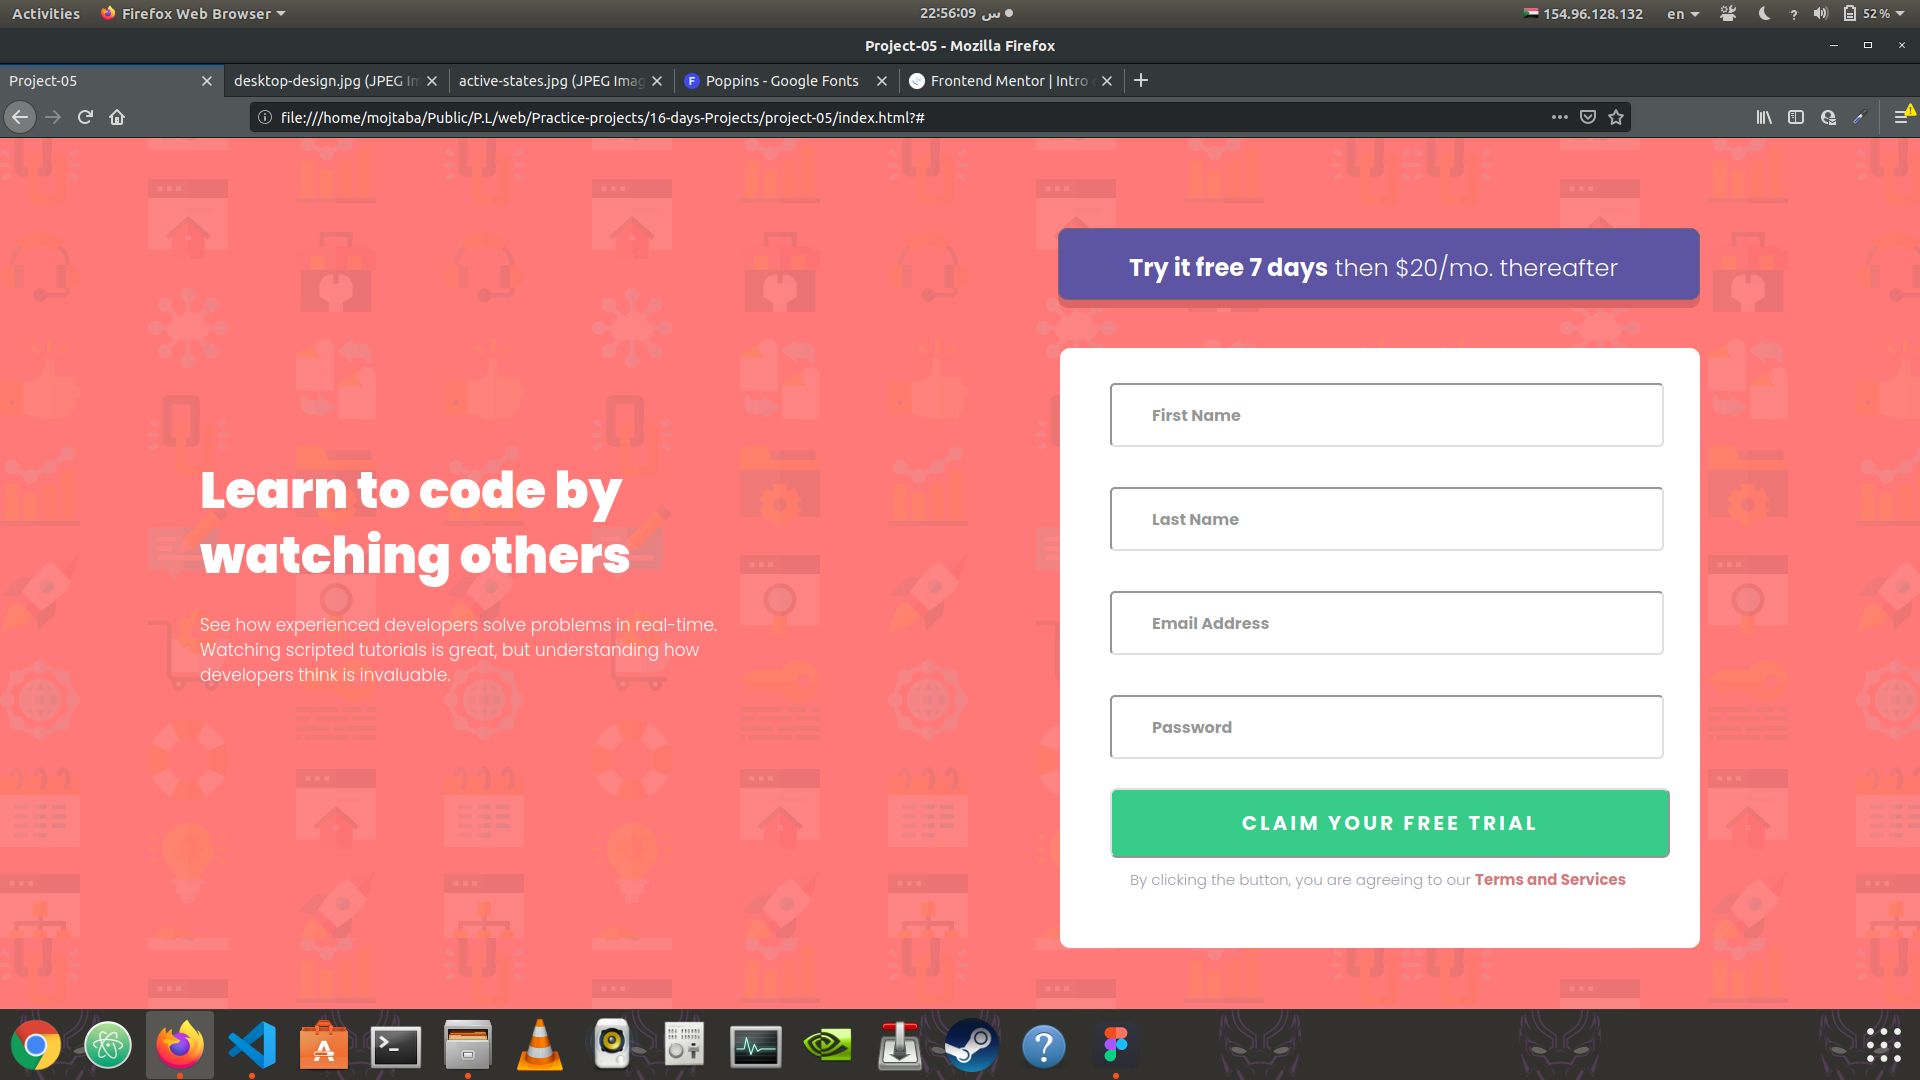 Activities
Firefox Web Browser
22:56:09 س
154.96.128.132
en
52 %
Project-05 - Mozilla Firefox
Project-05
desktop-design.jpg (JPEG Im
active-states.jpg (JPEG Imag
Poppins - Google Fonts
Frontend Mentor | Intro
file:///home/mojtaba/Public/P.L/web/Practice-projects/16-days-Projects/project-05/index.html?#
Try it free 7 days then $20/mo. thereafter
Learn to code by
watching others
See how experienced developers solve problems in real-time.
Watching scripted tutorials is great, but understanding how
developers think is invaluable.
First Name
Last Name
Email Address
Password
CLAIM YOUR FREE TRIAL
By clicking the button, you are agreeing to our Terms and Services